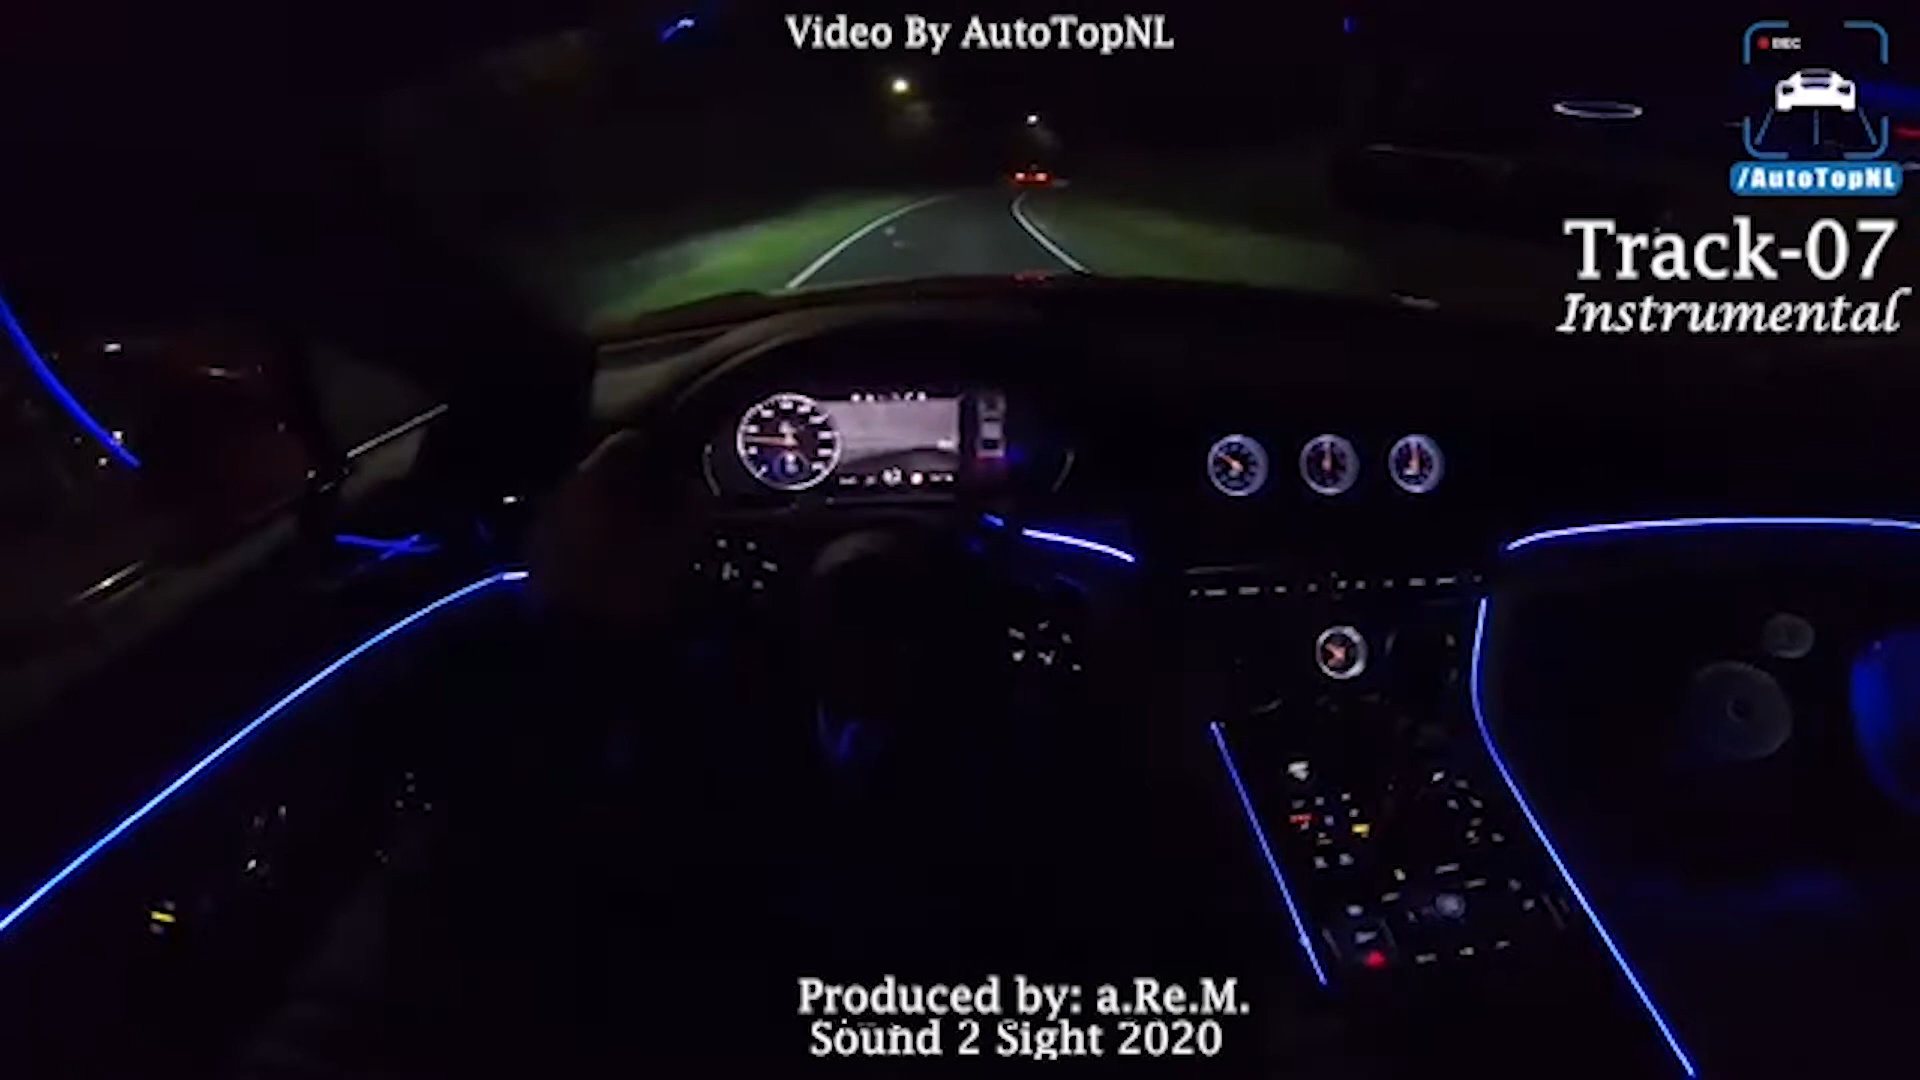 Video By AutoTopNL
REC
/AutoTopNL
Track-07
Instrumental
Produced by: a.Re.M.
Sound 2 Sight 2020